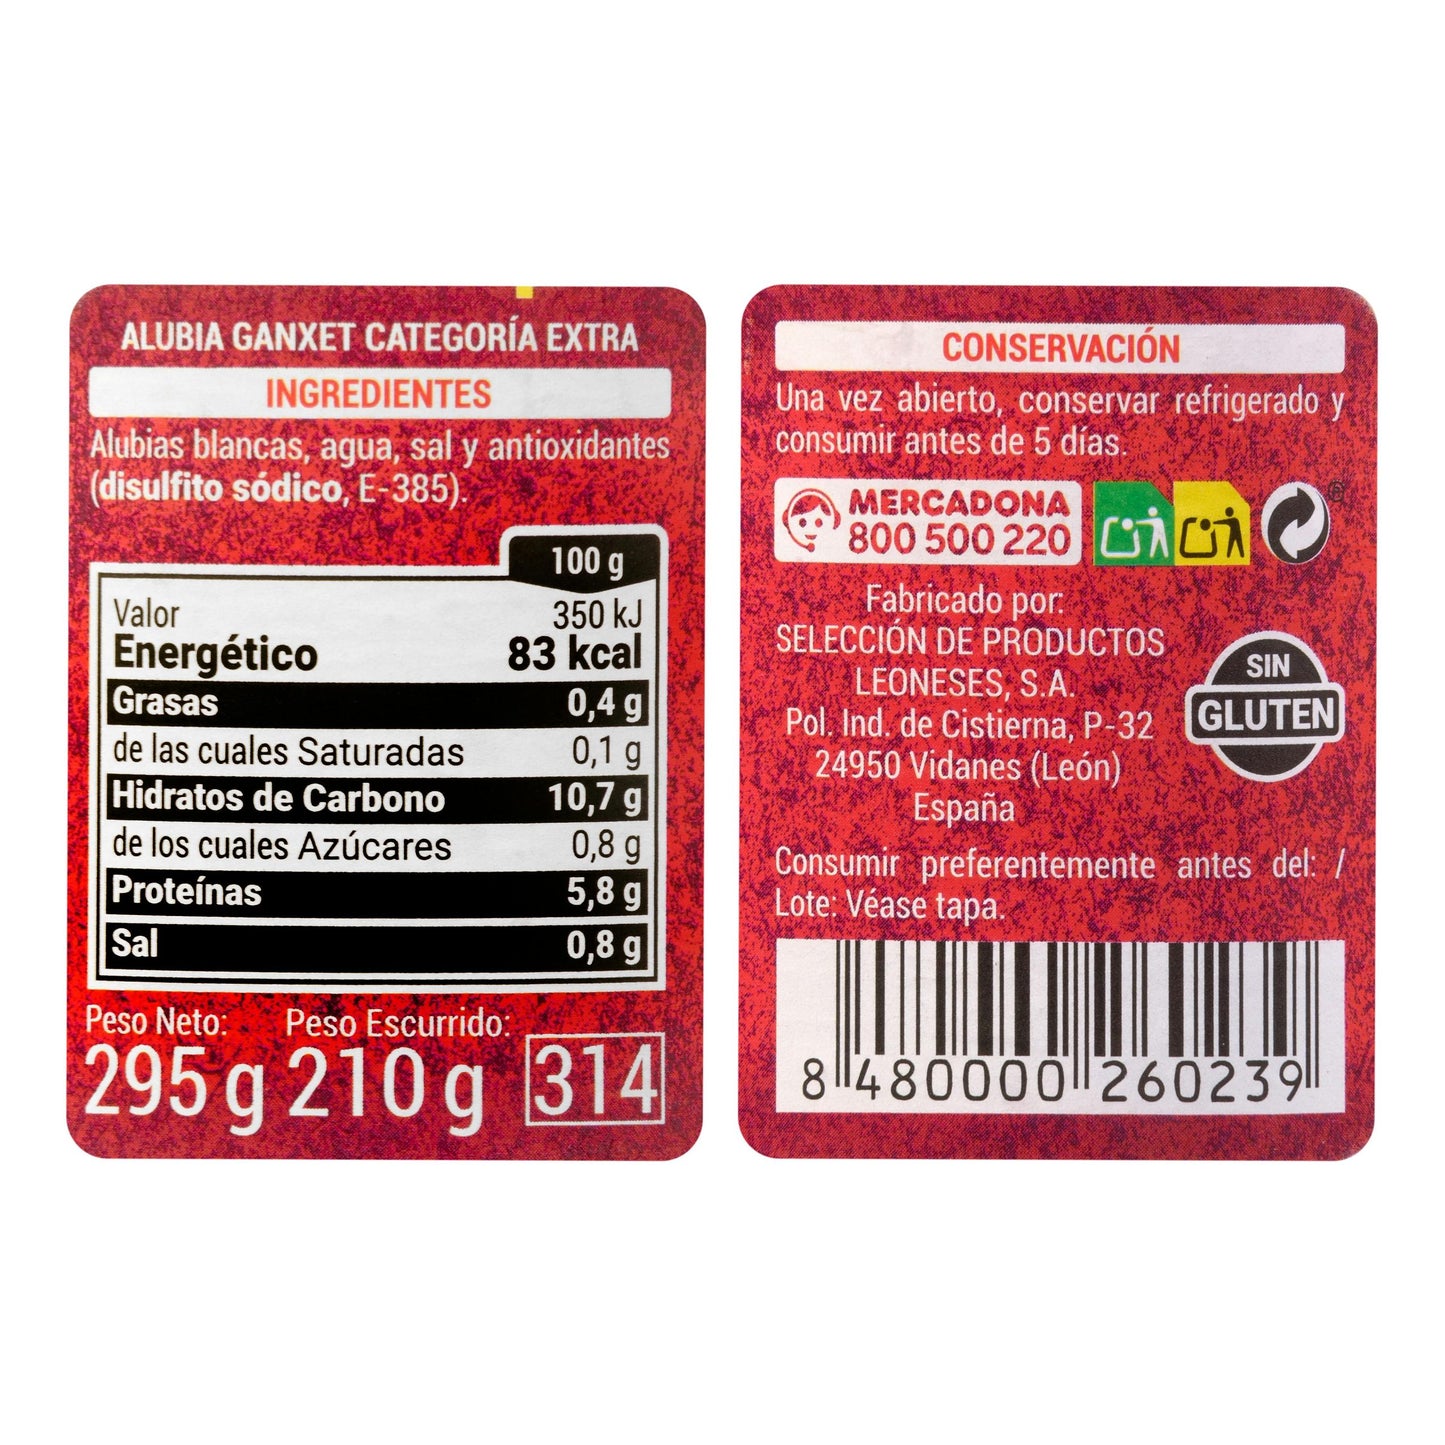 ALUBIA GANXET CATEGORÍA EXTRA
INGREDIENTES
Alubias blancas, agua, sal y antioxidantes
(disulfito sódico, E-385).
100 g
Valor 350 kJ
Energético 83 kcal
Grasas 0,4 g
de las cuales Saturadas 0,1 g
Hidratos de Carbono 10,7 g
de los cuales Azúcares 0,8 g
Proteínas 5,8 g
Sal 0,8 g
Peso Neto: Peso Escurrido:
295 g 210 g 314
CONSERVACIÓN
Una vez abierto, conservar refrigerado y
consumir antes de 5 días.
MERCADONA
800 500 220
Fabricado por:
SELECCIÓN DE PRODUCTOS
LEONESES, S.A.
Pol. Ind. de Cistierna, P-32
24950 Vidanes (León)
España
SIN
GLUTEN
Consumir preferentemente antes del: /
Lote: Véase tapa.
8 480000 260239